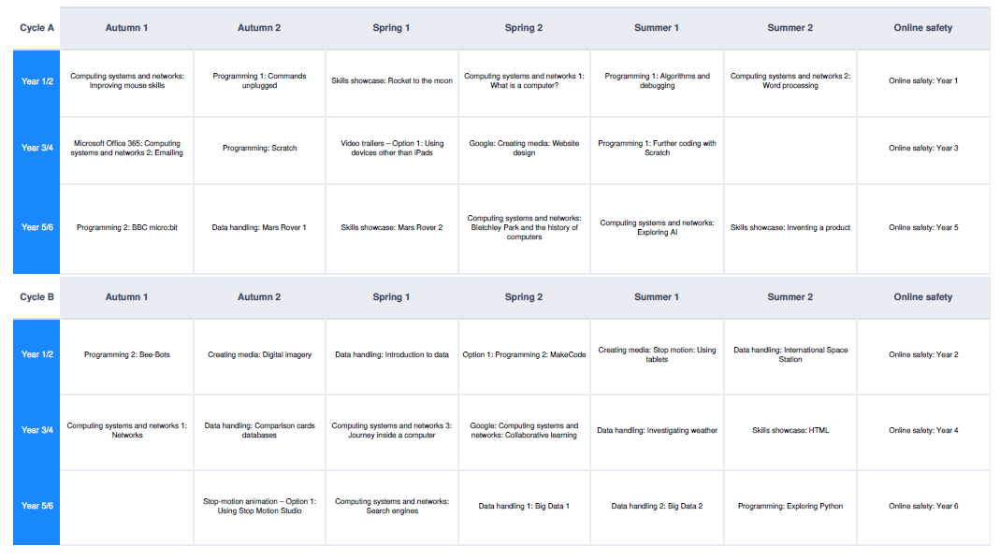 Cycle A Autumn 1 Autumn 2 Spring 1 Spring 2 Summer 1 Summer 2 Online safety
Year 1/2
Computing systems and networks:
Improving mouse skills
Programming 1: Commands
unplugged
Skills showcase: Rocket to the moon
Computing systems and networks 1:
What is a computer?
Programming 1: Algorithms and
debugging
Computing systems and networks 2:
Word processing
Online safety: Year 1
Year 3/4
Microsoft Office 365: Computing
systems and networks 2: Emailing
Programming: Scratch
Video trailers – Option 1: Using
devices other than iPads
Google: Creating media: Website
design
Programming 1: Further coding with
Scratch
Online safety: Year 3
Year 5/6
Programming 2: BBC micro:bit
Data handling: Mars Rover 1
Skills showcase: Mars Rover 2
Computing systems and networks:
Bletchley Park and the history of
computers
Computing systems and networks:
Exploring AI
Skills showcase: Inventing a product
Online safety: Year 5
Cycle B Autumn 1 Autumn 2 Spring 1 Spring 2 Summer 1 Summer 2 Online safety
Year 1/2
Programming 2: Bee-Bots
Creating media: Digital imagery
Data handling: Introduction to data
Option 1: Programming 2: MakeCode
Creating media: Stop motion: Using
tablets
Data handling: International Space
Station
Online safety: Year 2
Year 3/4
Computing systems and networks 1:
Networks
Data handling: Comparison cards
databases
Computing systems and networks 3:
Journey inside a computer
Google: Computing systems and
networks: Collaborative learning
Data handling: Investigating weather
Skills showcase: HTML
Online safety: Year 4
Year 5/6
Stop-motion animation – Option 1:
Using Stop Motion Studio
Computing systems and networks:
Search engines
Data handling 1: Big Data 1
Data handling 2: Big Data 2
Programming: Exploring Python
Online safety: Year 6